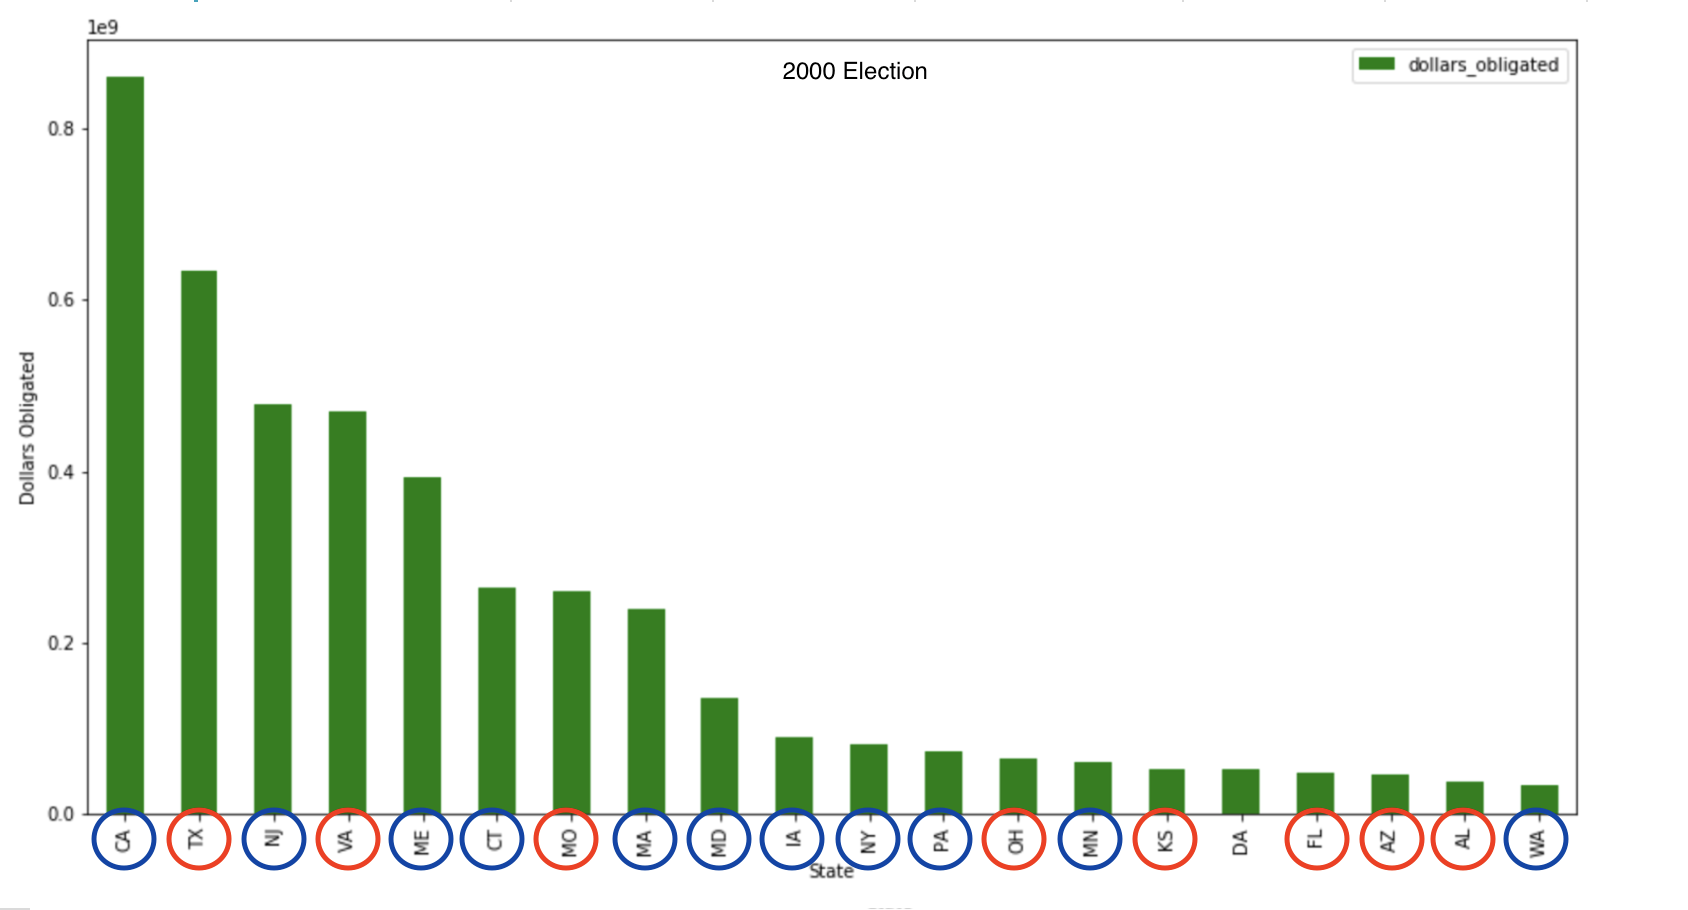 1e9
2000 Election
dollars_obligated
0.8
0.6
0.4
0.2
0.0
Dollars Obligated
CA TX NJ VA ME CT MO MA MD IA NY PA OH MN KS DA FL AZ AL WA
State